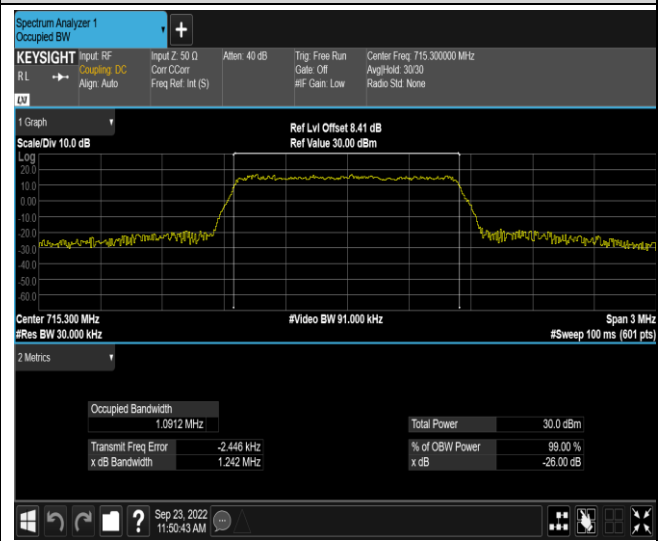 Spectrum Analyzer 1
Occupied BW
+
KEYSIGHT Input: RF Input Z: 50 Ω Atten: 40 dB Trig: Free Run Center Freq: 715.300000 MHz
RL Coupling: DC Corr CCorr Gate: Off Avg|Hold: 30/30
Align: Auto Freq Ref: Int (S) #IF Gain: Low Radio Std: None
LXI
1 Graph Ref Lvl Offset 8.41 dB
Scale/Div 10.0 dB Ref Value 30.00 dBm
Log
20.0
10.0
0.00
-10.0
-20.0
-30.0
-40.0
-50.0
-60.0
Center 715.300 MHz #Video BW 91.000 kHz Span 3 MHz
#Res BW 30.000 kHz #Sweep 100 ms (601 pts)
2 Metrics
Occupied Bandwidth
1.0912 MHz Total Power 30.0 dBm
Transmit Freq Error -2.446 kHz % of OBW Power 99.00 %
x dB Bandwidth 1.242 MHz x dB -26.00 dB
? Sep 23, 2022
11:50:43 AM